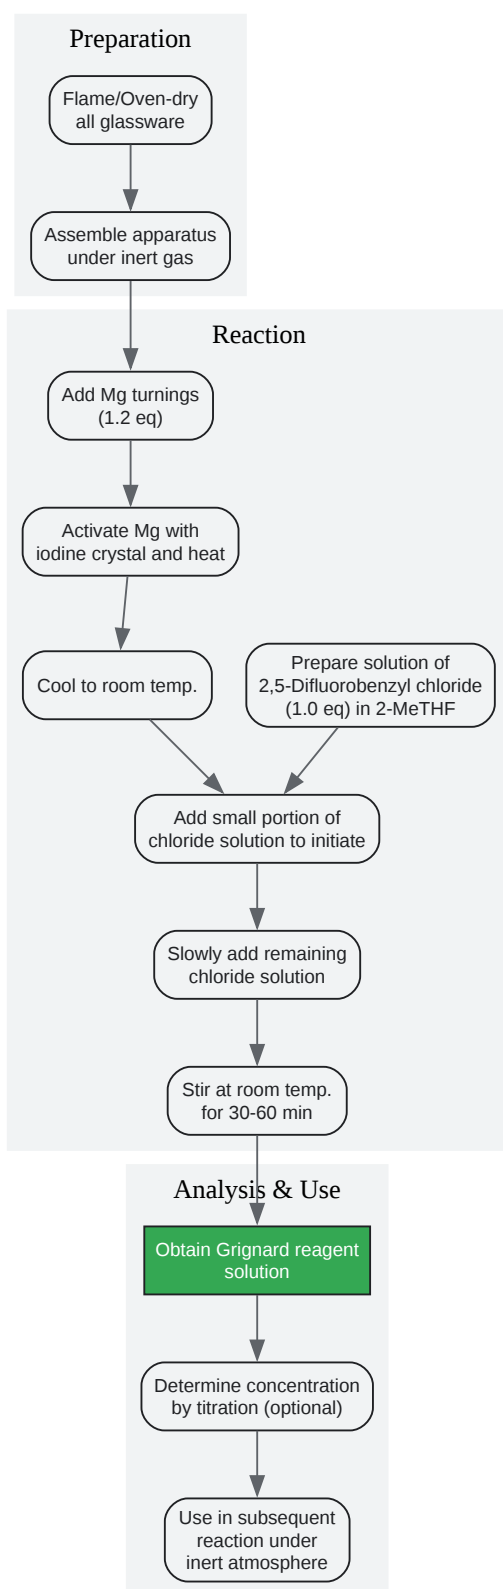 Preparation
Flame/Oven-dry
all glassware
Assemble apparatus
under inert gas
Reaction
Add Mg turnings
(1.2 eq)
Activate Mg with
iodine crystal and heat
Cool to room temp.
Prepare solution of
2,5-Difluorobenzyl chloride
(1.0 eq) in 2-MeTHF
Add small portion of
chloride solution to initiate
Slowly add remaining
chloride solution
Stir at room temp.
for 30-60 min
Analysis & Use
Obtain Grignard reagent
solution
Determine concentration
by titration (optional)
Use in subsequent
reaction under
inert atmosphere